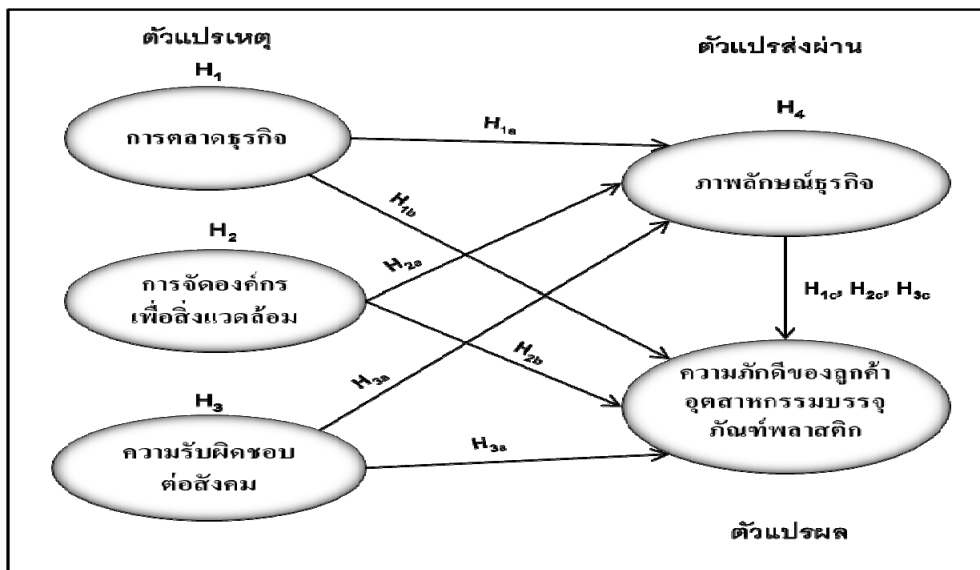 ตัวแปรเหตุ
ตัวแปรส่งผ่าน
H1
การตลาดธุรกิจ
H1a
H4
ภาพลักษณ์ธุรกิจ
H1b
H2
การจัดองค์กร
เพื่อสิ่งแวดล้อม
H2a
H1c, H2c, H3c
H2b
H3a
ความภักดีของลูกค้า
อุตสาหกรรมบรรจุ
ภัณฑ์พลาสติก
H3
ความรับผิดชอบ
ต่อสังคม
H3a
ตัวแปรผล